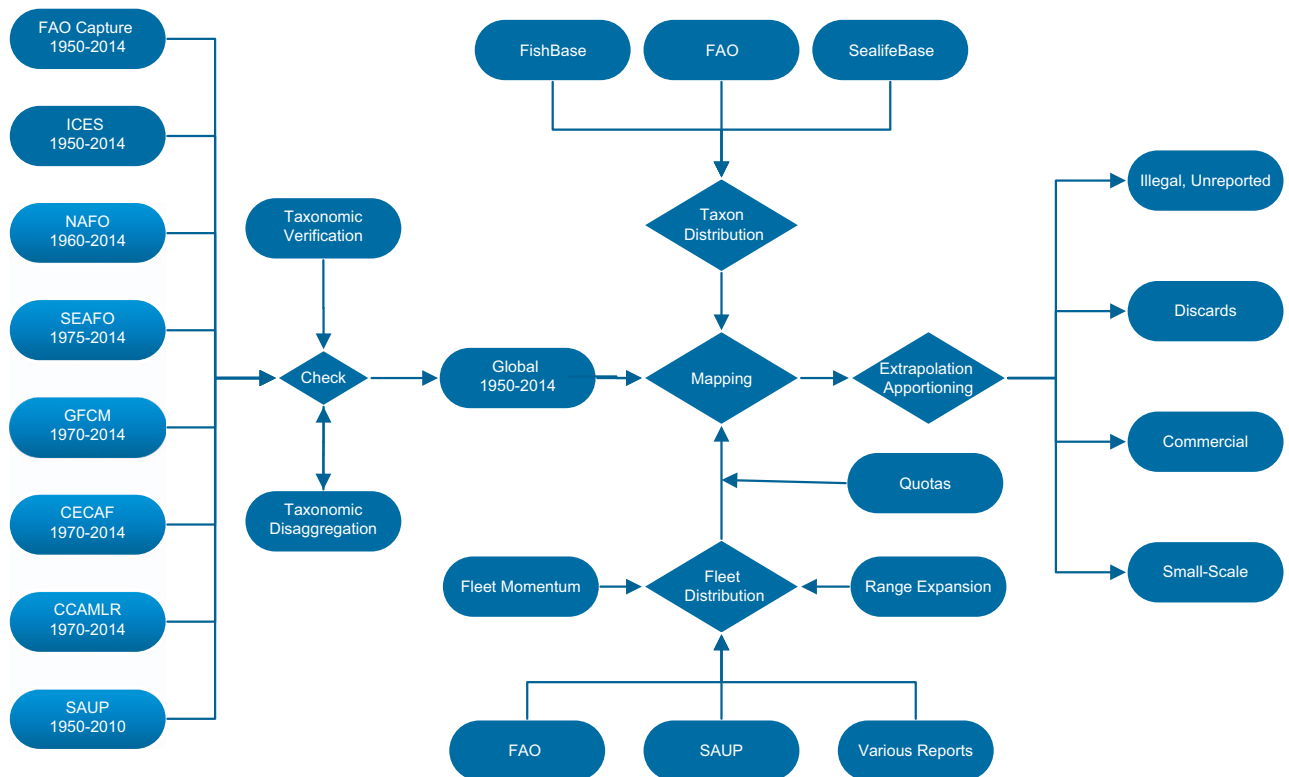 FAO Capture
1950-2014
ICES
1950-2014
NAFO
1960-2014
SEAFO
1975-2014
GFCM
1970-2014
CECAF
1970-2014
CCAMLR
1970-2014
SAUP
1950-2010
Taxonomic
Verification
Check
Taxonomic
Disaggregation
Global
1950-2014
FishBase
FAO
SealifeBase
Taxon
Distribution
Mapping
Extrapolation
Apportioning
Quotas
Fleet Momentum
Fleet
Distribution
Range Expansion
FAO
SAUP
Various Reports
Illegal, Unreported
Discards
Commercial
Small-Scale